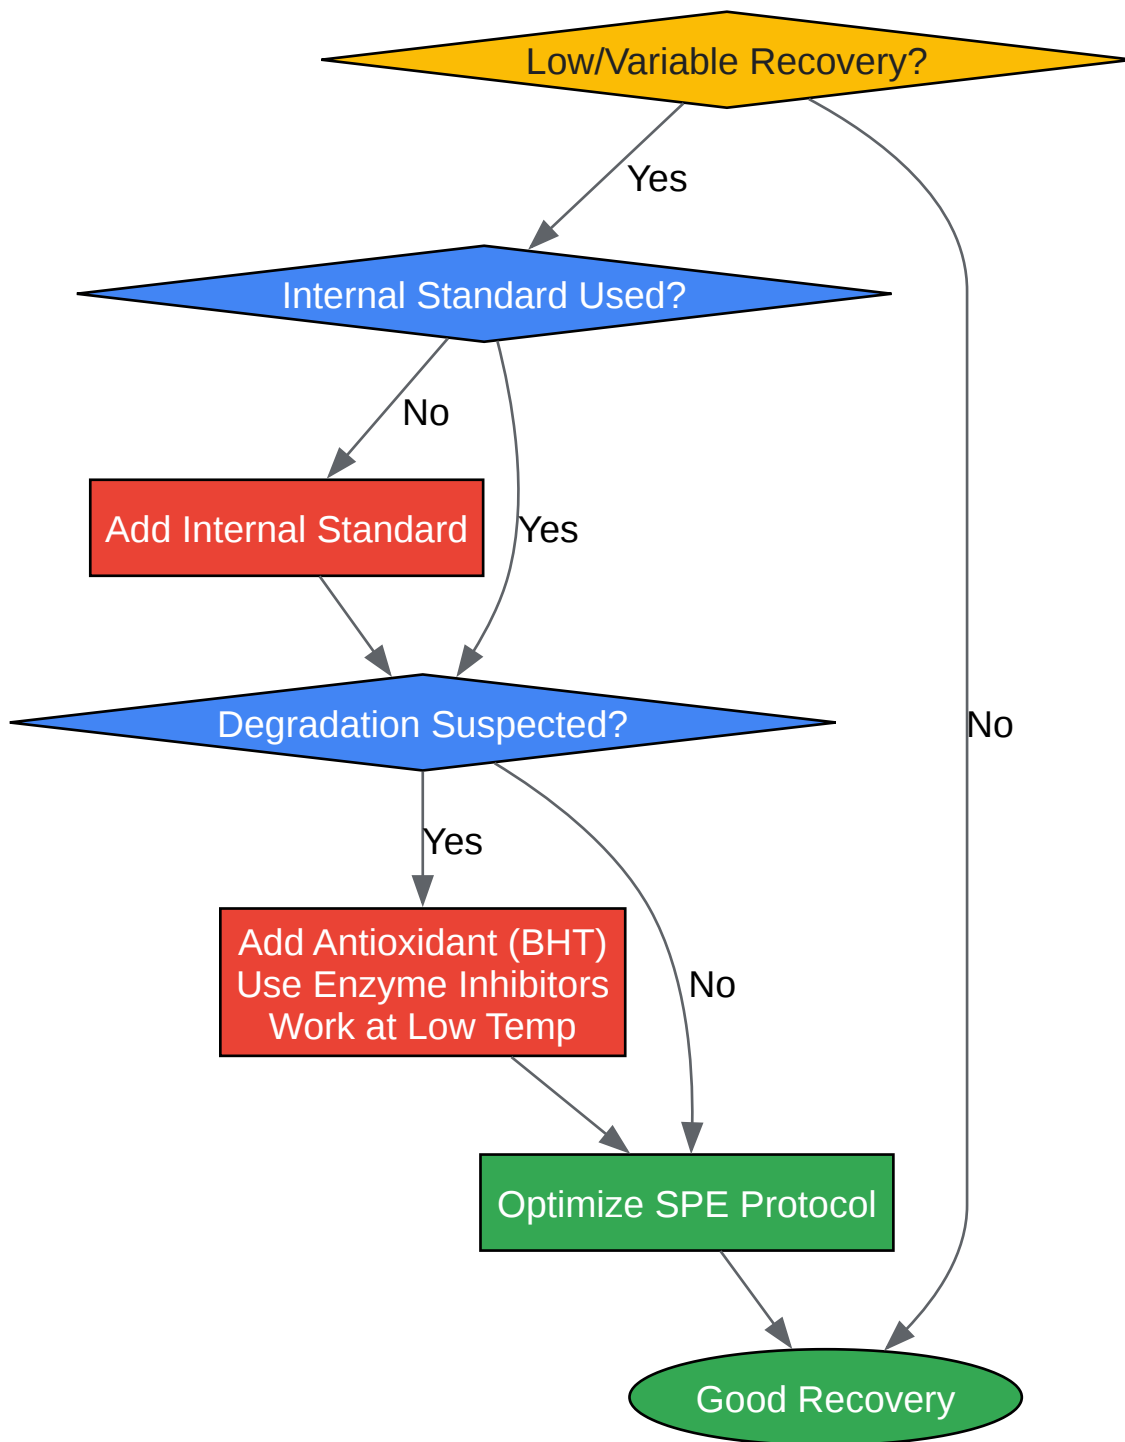 Low/Variable Recovery?
Yes
Internal Standard Used?
No
Add Internal Standard
Yes
Degradation Suspected?
No
Yes
Add Antioxidant (BHT)
Use Enzyme Inhibitors
Work at Low Temp
No
Optimize SPE Protocol
Good Recovery